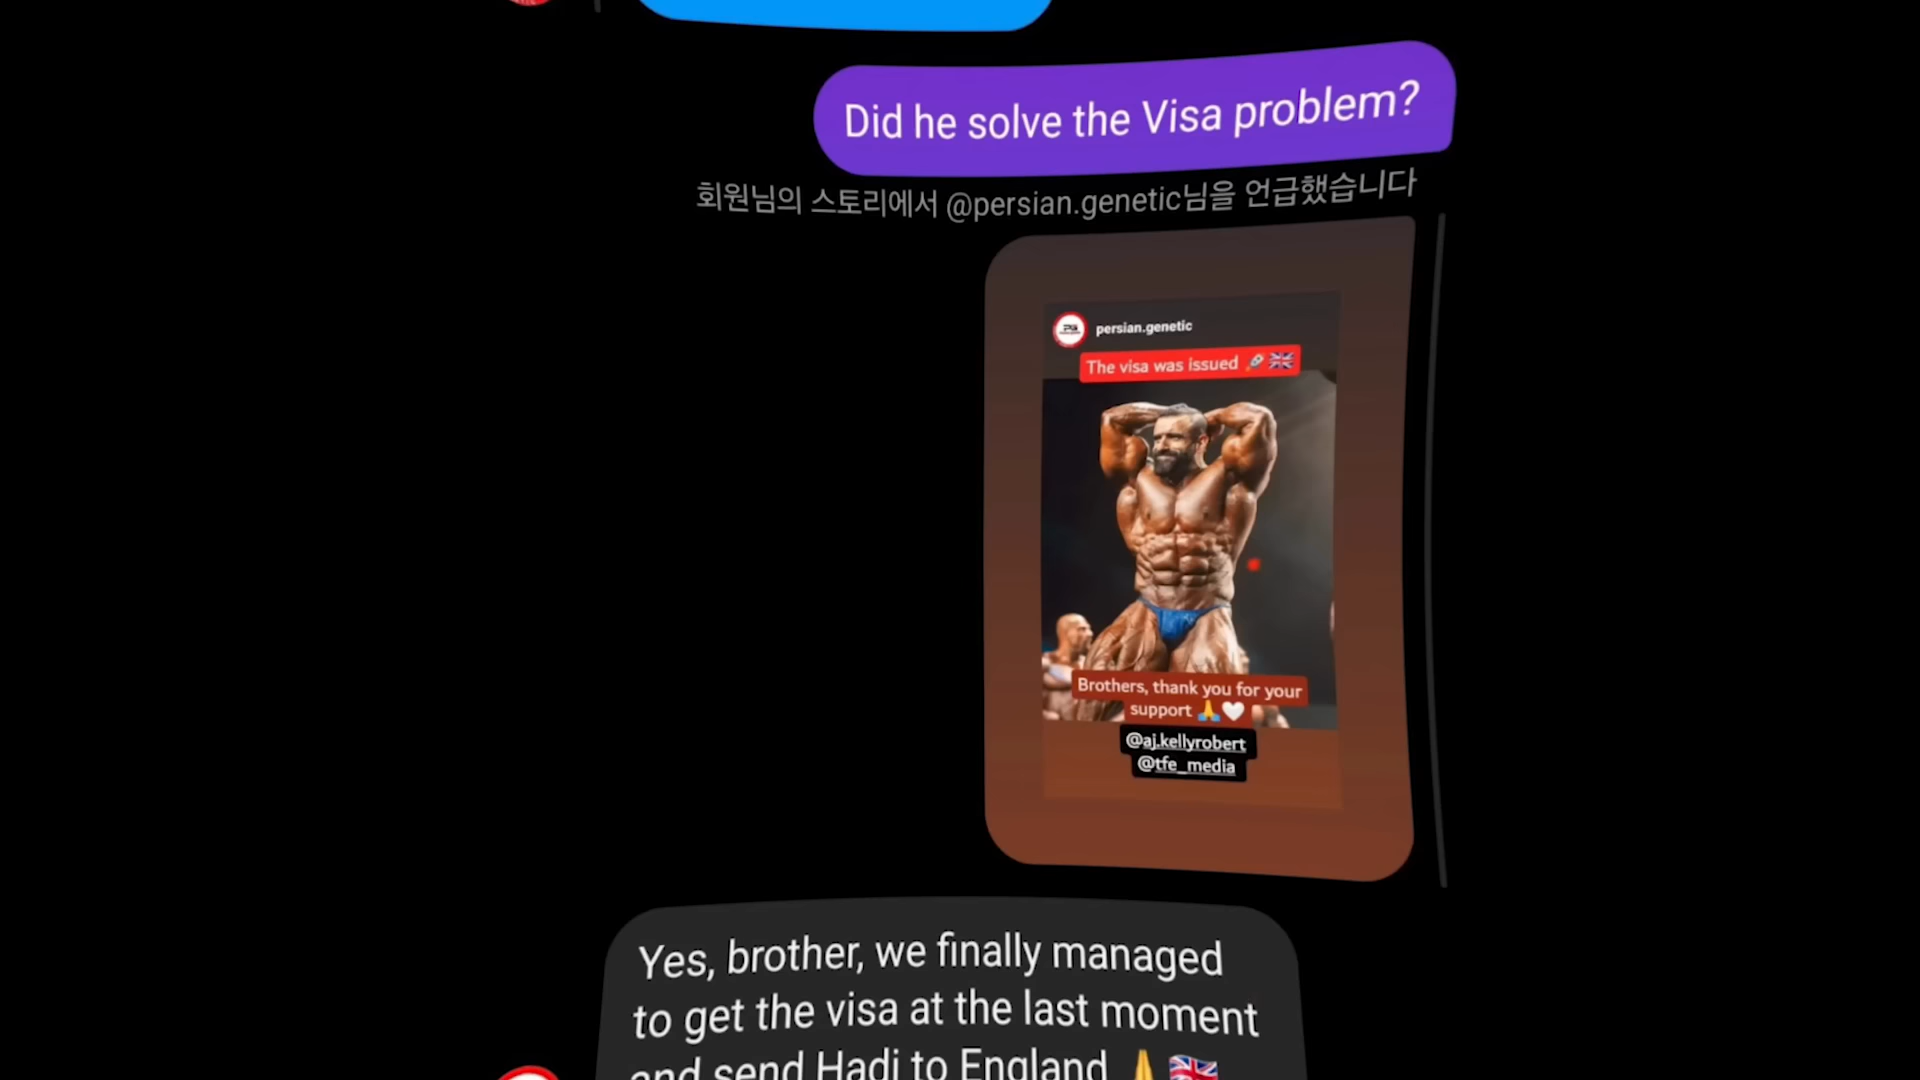 Did he solve the Visa problem?
회원님의 스토리에서 @persian.genetic님을 언급했습니다
persian.genetic
The visa was issued 🚀🇬🇧
Brothers, thank you for your
support 🙏🤍
@aj.kellyrobert
@tfe_media
Yes, brother, we finally managed
to get the visa at the last moment
and send Hadi to England 🙏🇬🇧